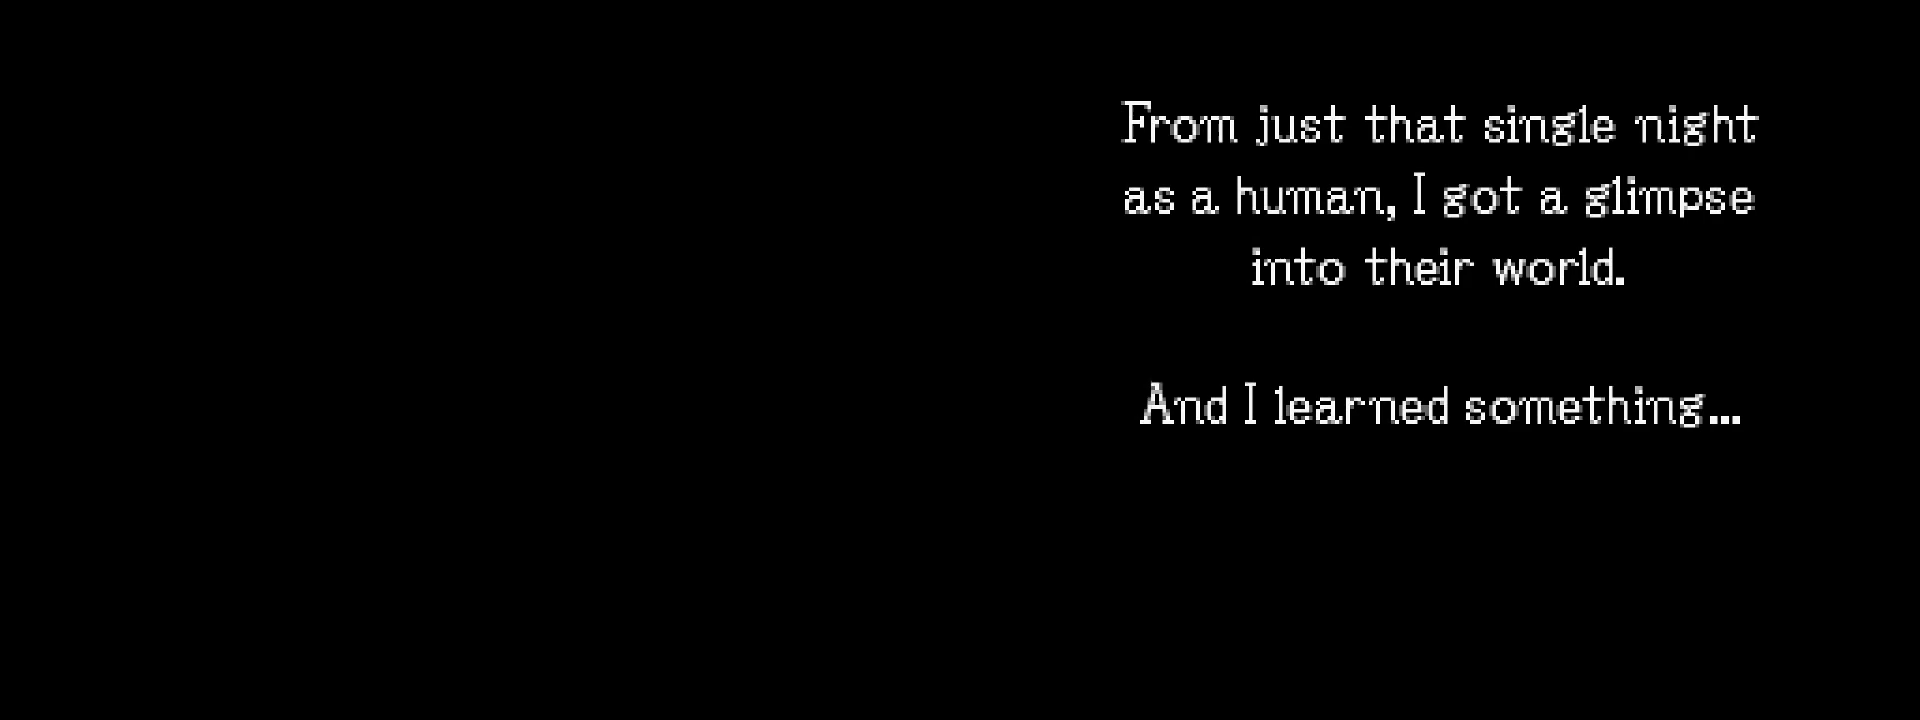 From just that single night
as a human, I got a glimpse
into their world.
And I learned something...